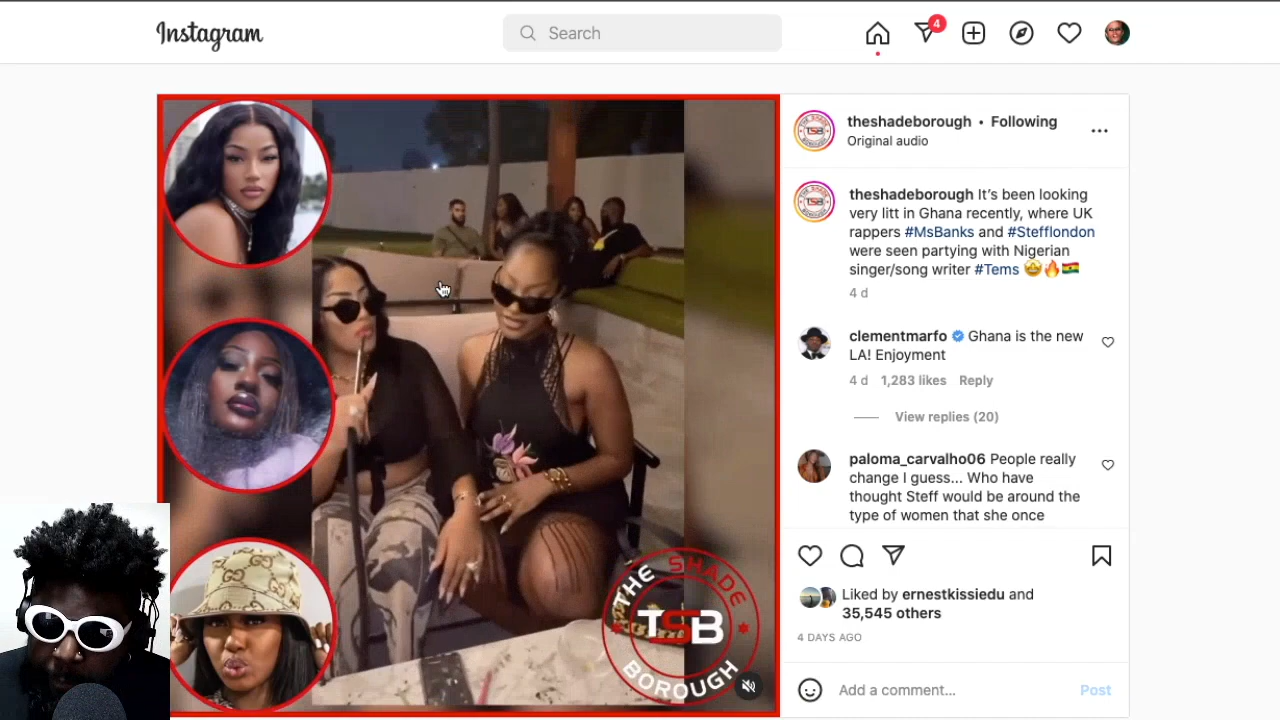 Instagram
Search
4
theshadeborough • Following
Original audio
theshadeborough It's been looking
very litt in Ghana recently, where UK
rappers #MsBanks and #Stefflondon
were seen partying with Nigerian
singer/song writer #Tems 🤩🔥🇬🇭
4 d
clementmarfo Ghana is the new
LA! Enjoyment
4 d 1,283 likes Reply
View replies (20)
paloma_carvalho06 People really
change I guess... Who have
thought Steff would be around the
type of women that she once
Liked by ernestkissiedu and
35,545 others
4 DAYS AGO
Add a comment...
Post
THE SHADE
TSB
BOROUGH